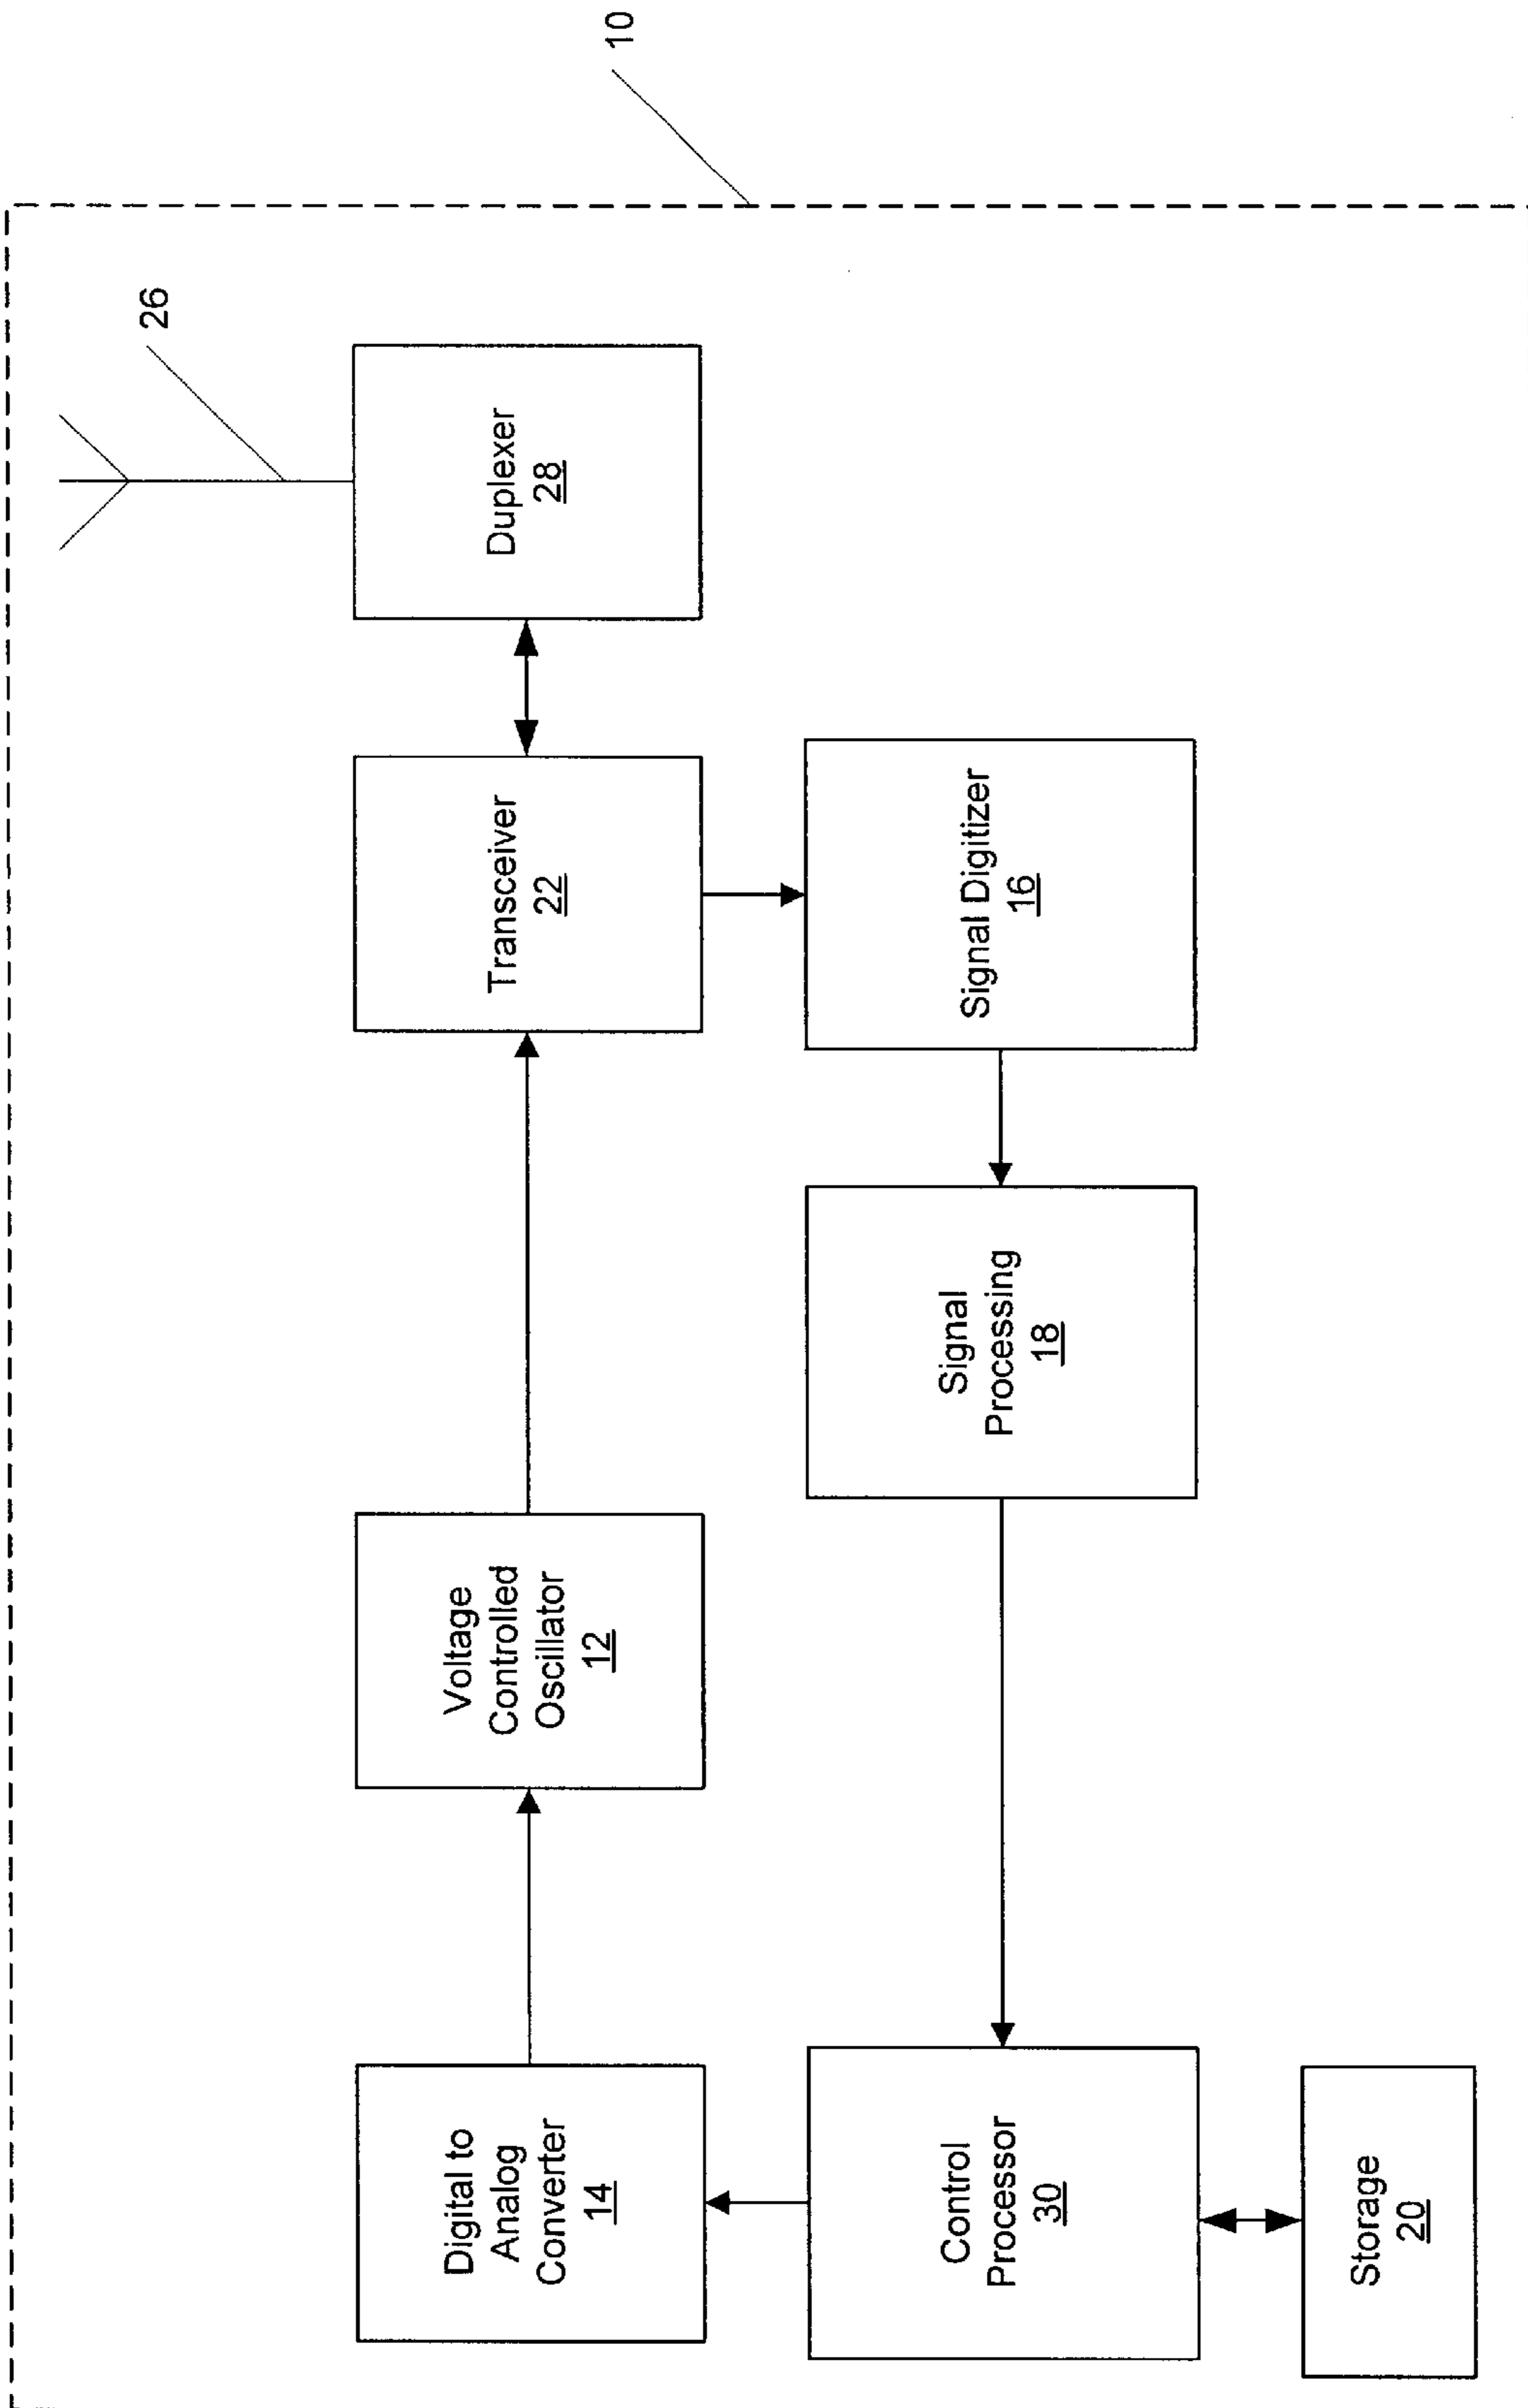 10
26
Digital to
Analog
Converter
14
Voltage
Controlled
Oscillator
12
Transceiver
22
Duplexer
28
Control
Processor
30
Signal
Processing
18
Signal Digitizer
16
Storage
20